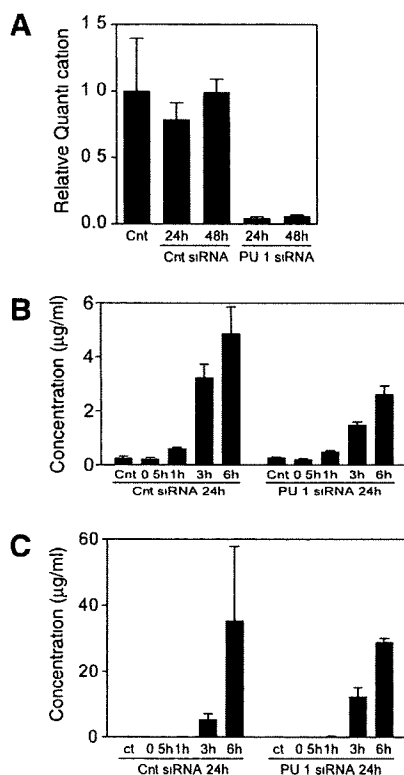 A
Relative Quanti cation
1 5
1 0
0 5
0.0
Cnt 24h 48h 24h 48h
Cnt siRNA PU 1 siRNA
B
Concentration (µg/ml)
6
4
2
0
Cnt 0 5h 1h 3h 6h Cnt 0 5h 1h 3h 6h
Cnt siRNA 24h PU 1 siRNA 24h
C
Concentration (µg/ml)
60
40
20
0
ct 0 5h 1h 3h 6h ct 0 5h 1h 3h 6h
Cnt siRNA 24h PU 1 siRNA 24h